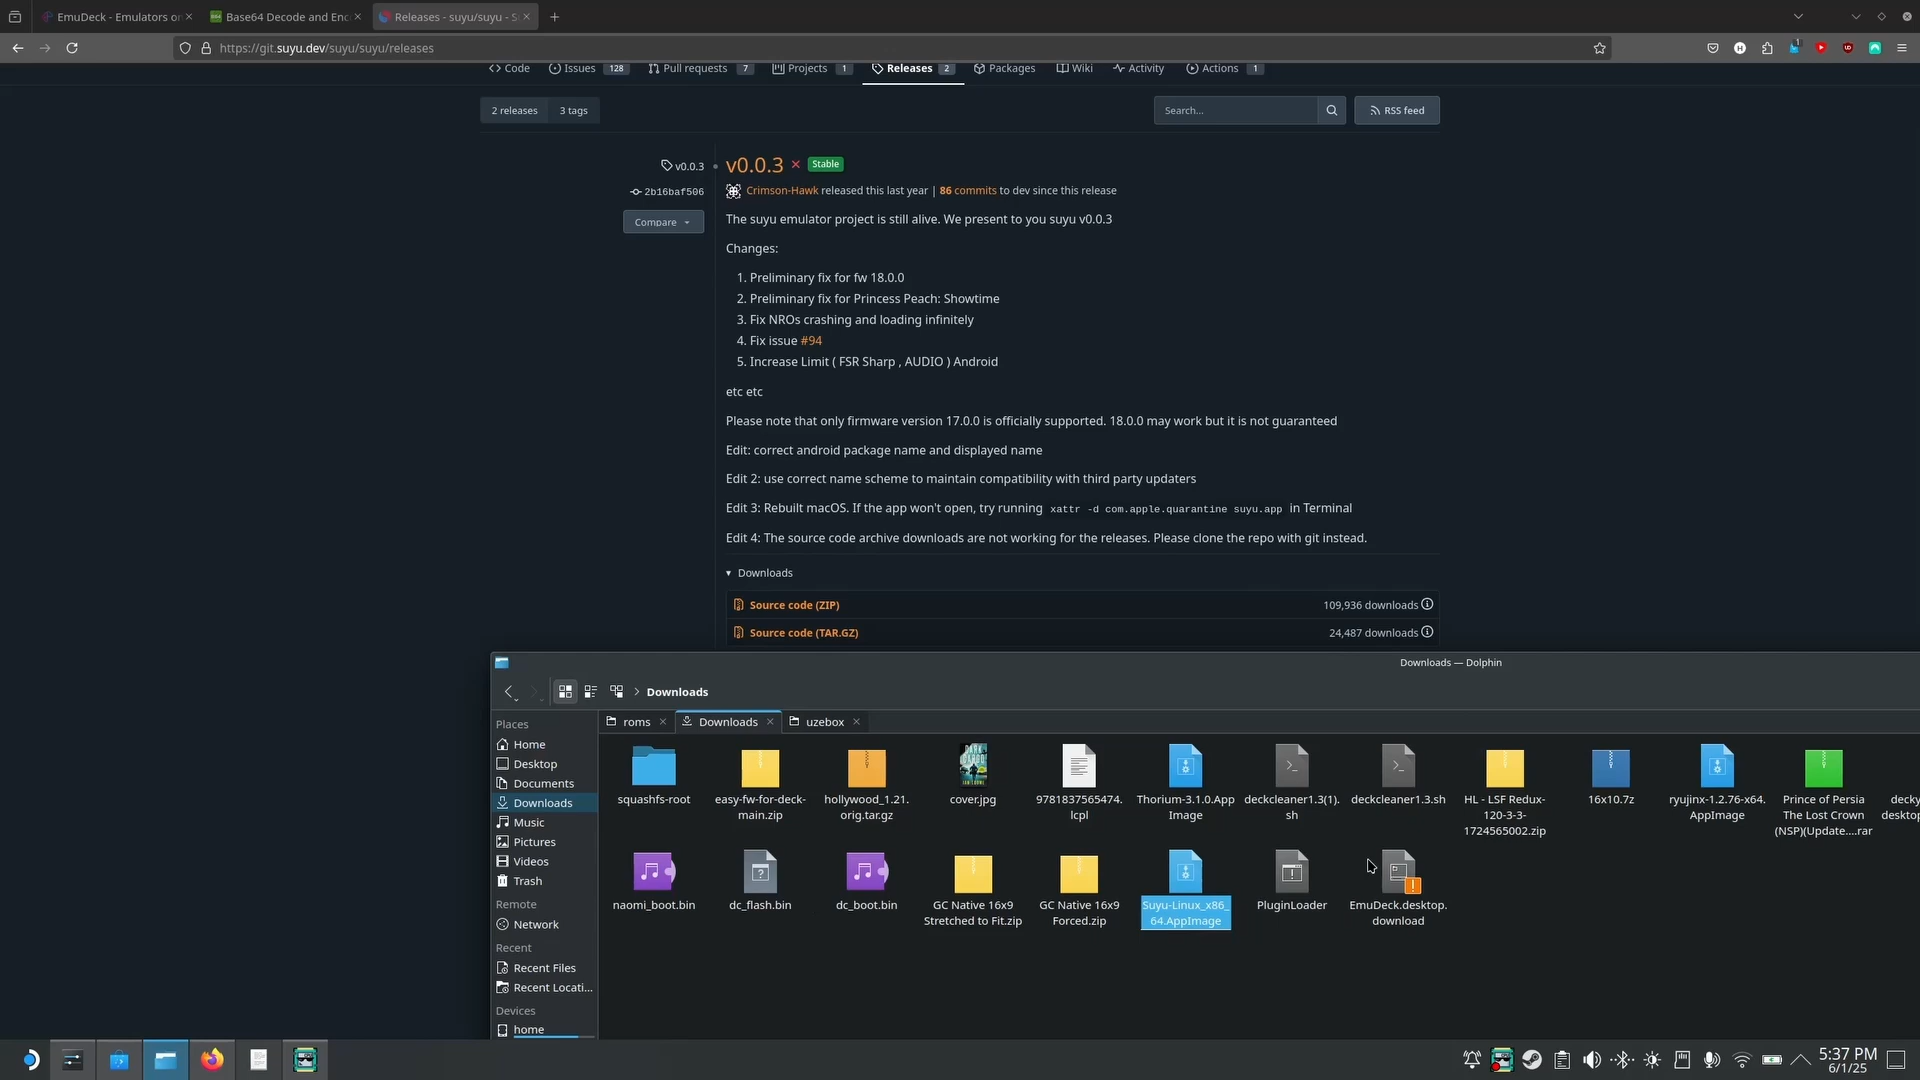 EmuDeck - Emulators on
Base64 Decode and Enc
Releases - suyu/suyu - S
https://git.suyu.dev/suyu/suyu/releases
Code
Issues 128
Pull requests 7
Projects 1
Releases 2
Packages
Wiki
Activity
Actions 1
2 releases
3 tags
Search...
RSS feed
v0.0.3
2b16baf506
Compare
v0.0.3
Stable
Crimson-Hawk released this last year | 86 commits to dev since this release
The suyu emulator project is still alive. We present to you suyu v0.0.3
Changes:
1. Preliminary fix for fw 18.0.0
2. Preliminary fix for Princess Peach: Showtime
3. Fix NROs crashing and loading infinitely
4. Fix issue #94
5. Increase Limit ( FSR Sharp , AUDIO ) Android
etc etc
Please note that only firmware version 17.0.0 is officially supported. 18.0.0 may work but it is not guaranteed
Edit: correct android package name and displayed name
Edit 2: use correct name scheme to maintain compatibility with third party updaters
Edit 3: Rebuilt macOS. If the app won't open, try running xattr -d com.apple.quarantine suyu.app in Terminal
Edit 4: The source code archive downloads are not working for the releases. Please clone the repo with git instead.
Downloads
Source code (ZIP)
109,936 downloads
Source code (TAR.GZ)
24,487 downloads
Downloads — Dolphin
Downloads
roms
Downloads
uzebox
Places
Home
Desktop
Documents
Downloads
Music
Pictures
Videos
Trash
Remote
Network
Recent
Recent Files
Recent Locati...
Devices
home
squashfs-root
easy-fw-for-deck-
main.zip
hollywood_1.21.
orig.tar.gz
cover.jpg
9781837565474.
lcpl
Thorium-3.1.0.App
Image
deckcleaner1.3(1).
sh
deckcleaner1.3.sh
HL - LSF Redux-
120-3-3-
1724565002.zip
16x10.7z
ryujinx-1.2.76-x64.
AppImage
Prince of Persia
The Lost Crown
(NSP)(Update....rar
decky
desktop
naomi_boot.bin
dc_flash.bin
dc_boot.bin
GC Native 16x9
Stretched to Fit.zip
GC Native 16x9
Forced.zip
Suyu-Linux_x86_
64.AppImage
PluginLoader
EmuDeck.desktop.
download
5:37 PM
6/1/25